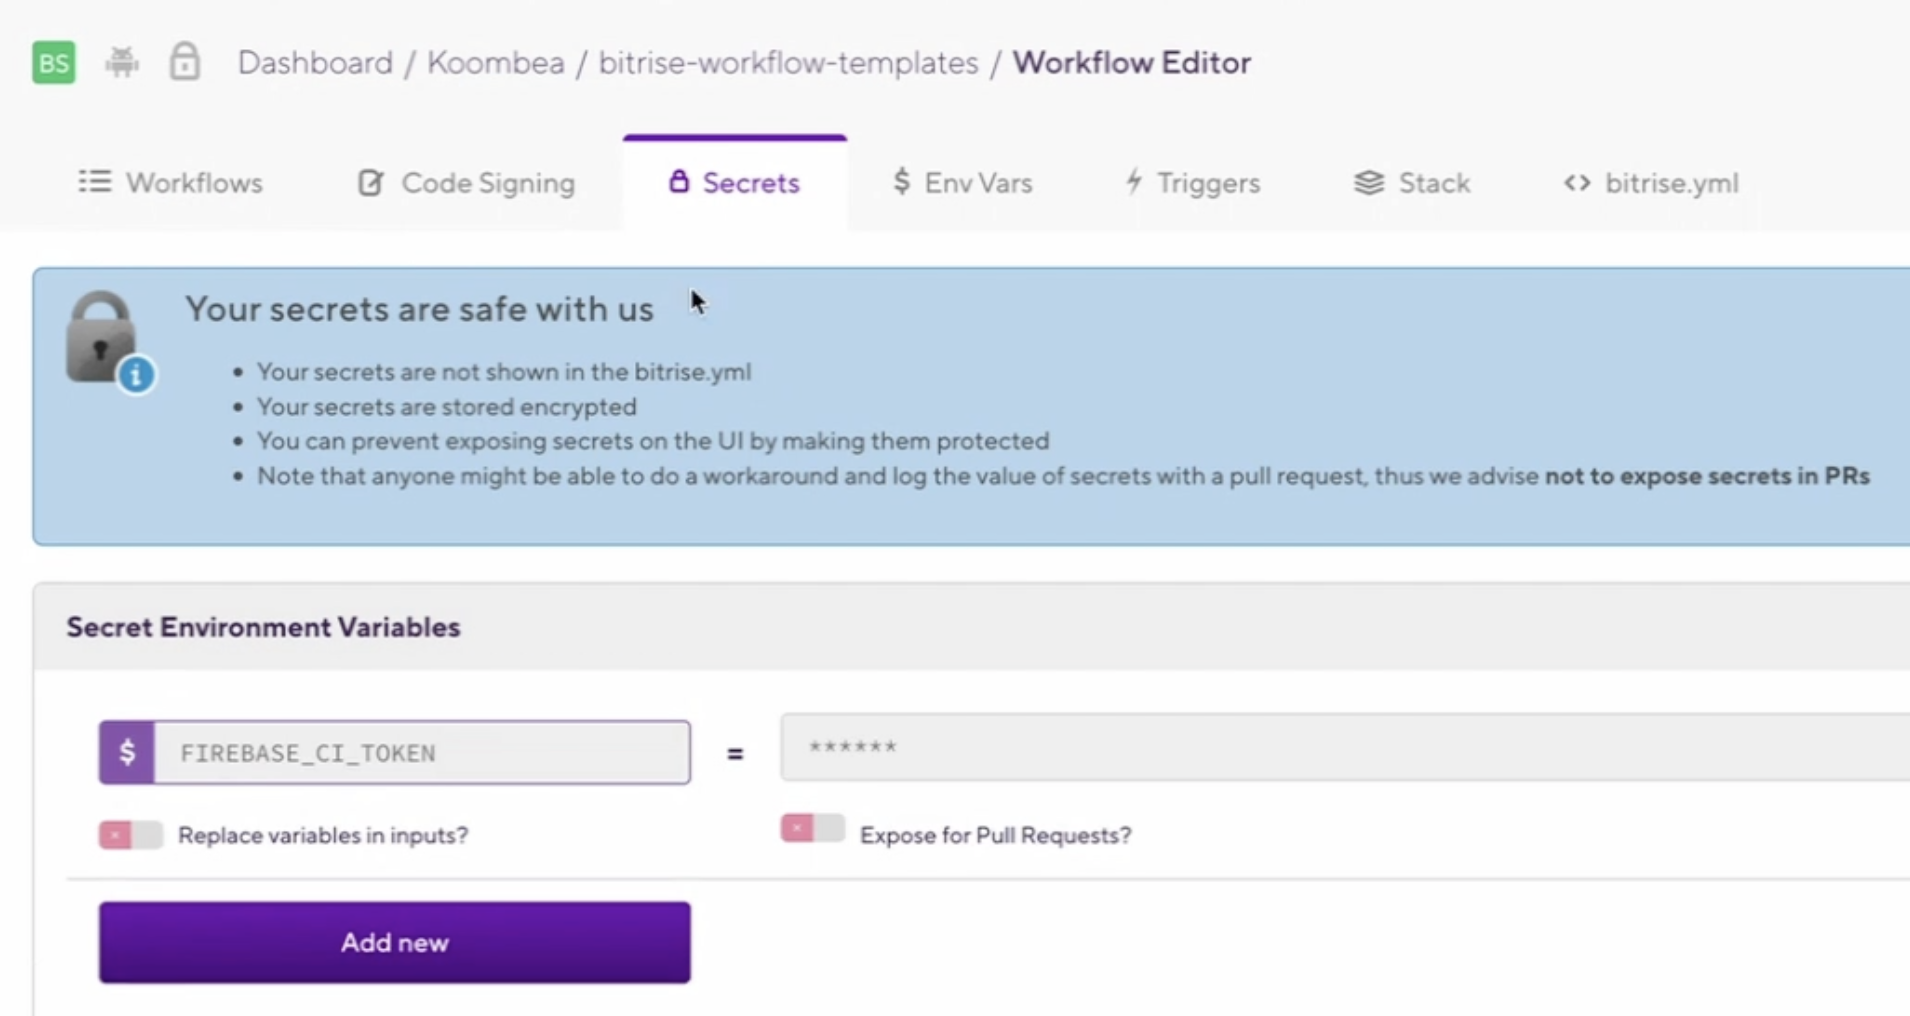 BS Dashboard / Koombea / bitrise-workflow-templates / Workflow Editor
Workflows Code Signing Secrets $ Env Vars Triggers Stack <> bitrise.yml
Your secrets are safe with us
• Your secrets are not shown in the bitrise.yml
• Your secrets are stored encrypted
• You can prevent exposing secrets on the UI by making them protected
• Note that anyone might be able to do a workaround and log the value of secrets with a pull request, thus we advise not to expose secrets in PRs
Secret Environment Variables
$ FIREBASE_CI_TOKEN = ******
Replace variables in inputs? Expose for Pull Requests?
Add new